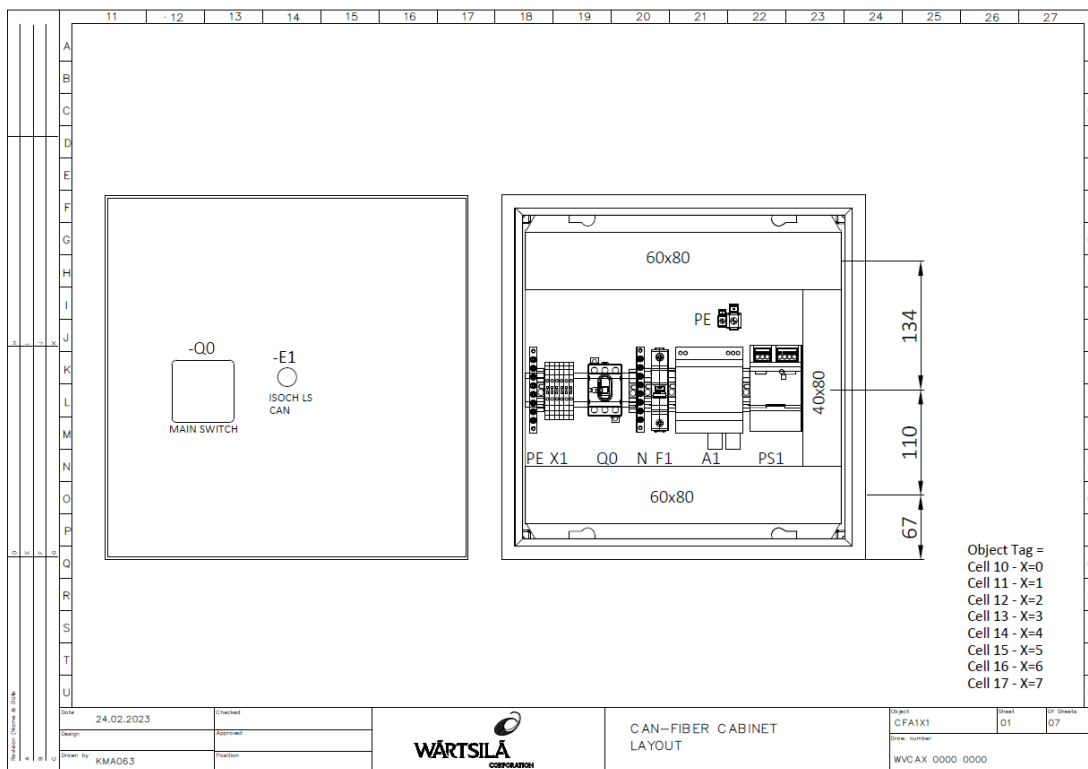 11 12 13 14 15 16 17 18 19 20 21 22 23 24 25 26 27
A
B
C
D
E
F
G
H
I
J
K
L
M
N
O
P
Q
R
S
T
U
-Q0
MAIN SWITCH
-E1
ISOCH LS
CAN
60x80
PE
40x80
PE X1 Q0 N F1 A1 PS1
60x80
134
110
67
Object Tag =
Cell 10 - X=0
Cell 11 - X=1
Cell 12 - X=2
Cell 13 - X=3
Cell 14 - X=4
Cell 15 - X=5
Cell 16 - X=6
Cell 17 - X=7
Date 24.02.2023
Design
Drawn by KMA063
Checked
Approved
Position
WÄRTSILÄ
CORPORATION
CAN-FIBER CABINET
LAYOUT
Object
CFA1X1
Sheet
01
Of Sheets
07
Draw. number
WVCAX 0000 0000